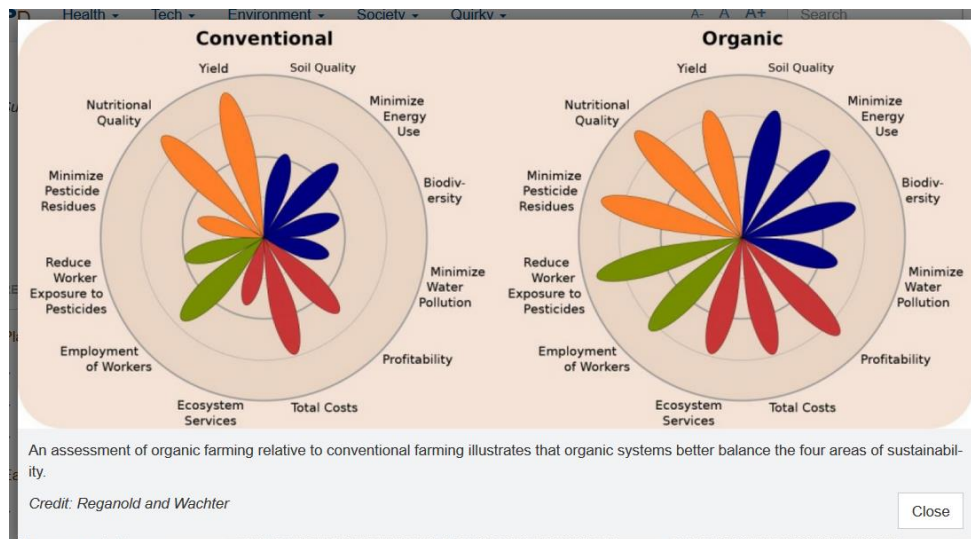 Health Tech Environment Society Quirky A- A A+ Search
Conventional
Yield
Soil Quality
Nutritional
Quality
Minimize
Energy
Use
Minimize
Pesticide
Residues
Biodiv-
ersity
Reduce
Worker
Exposure to
Pesticides
Minimize
Water
Pollution
Employment
of Workers
Profitability
Ecosystem
Services
Total Costs
Organic
Yield
Soil Quality
Nutritional
Quality
Minimize
Energy
Use
Minimize
Pesticide
Residues
Biodiv-
ersity
Reduce
Worker
Exposure to
Pesticides
Minimize
Water
Pollution
Employment
of Workers
Profitability
Ecosystem
Services
Total Costs
An assessment of organic farming relative to conventional farming illustrates that organic systems better balance the four areas of sustainabil-
ity.
Credit: Reganold and Wachter
Close